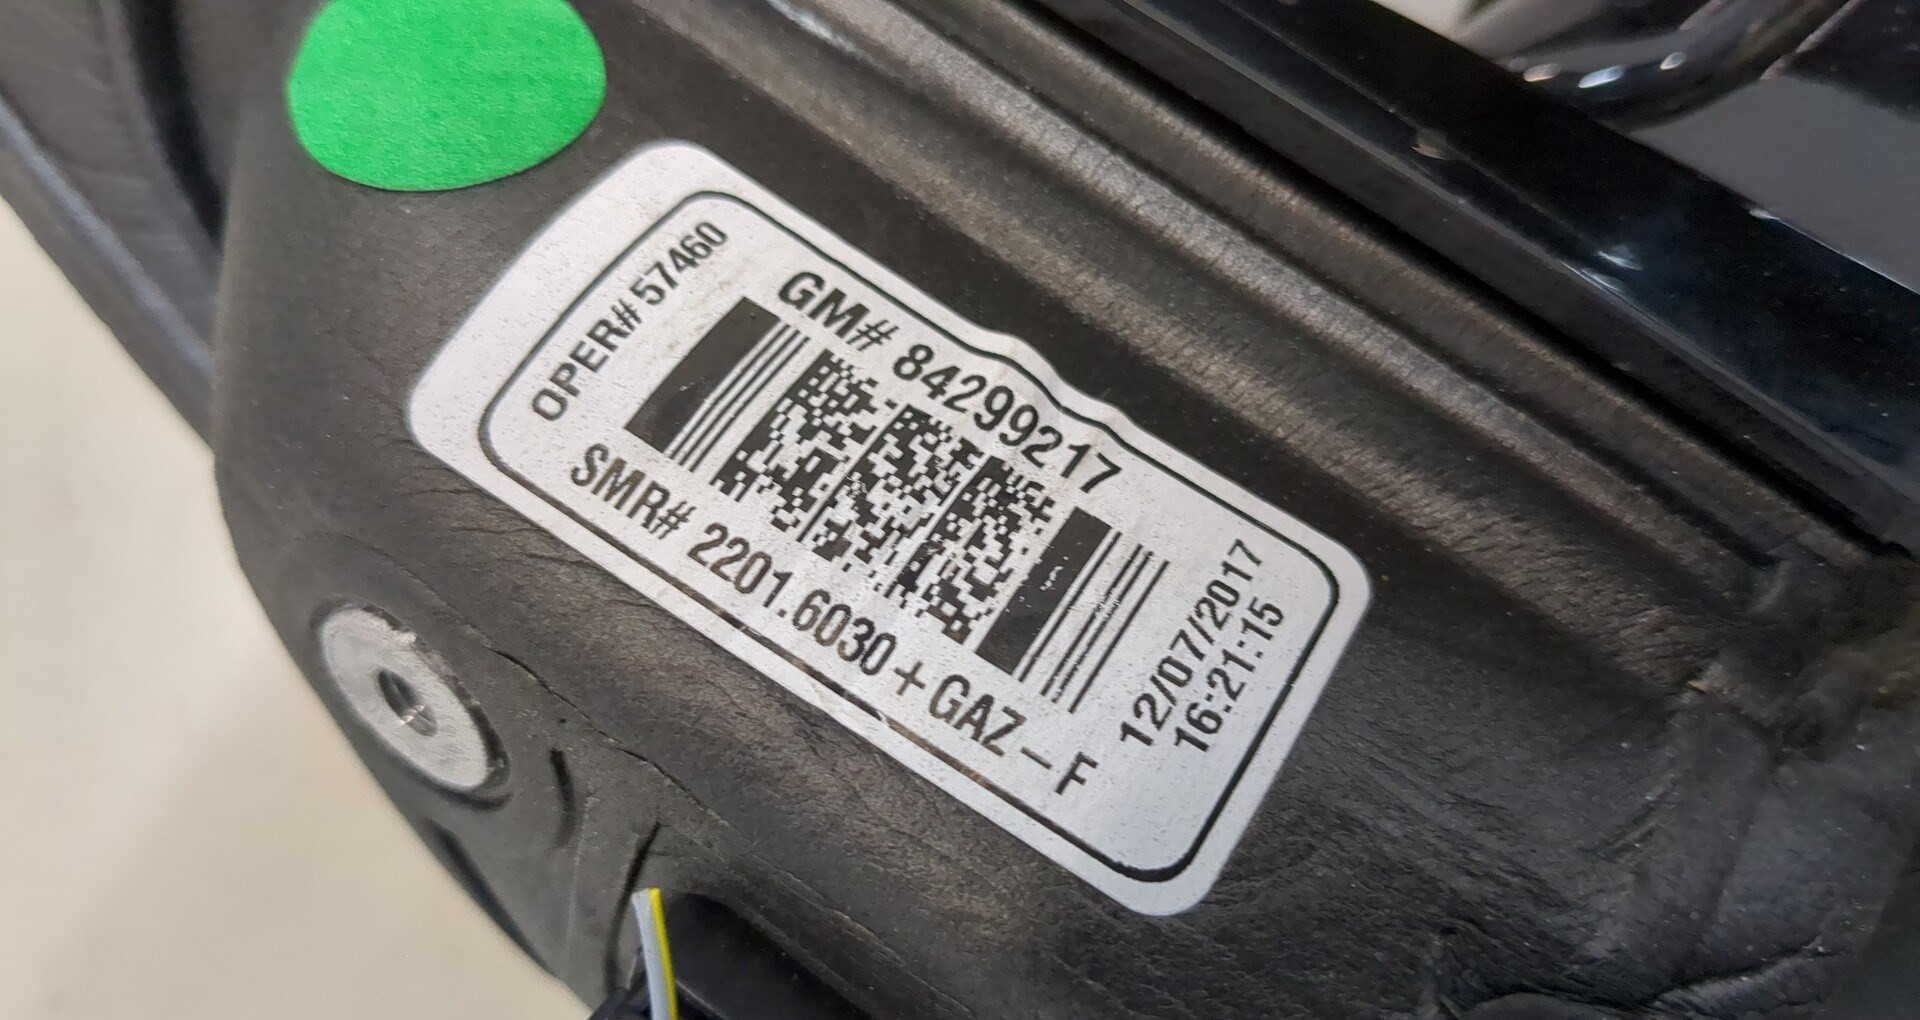 OPER# 57460
GM# 84299217
SMR# 2201.6030+GAZ-F
12/07/2017
16:21:15